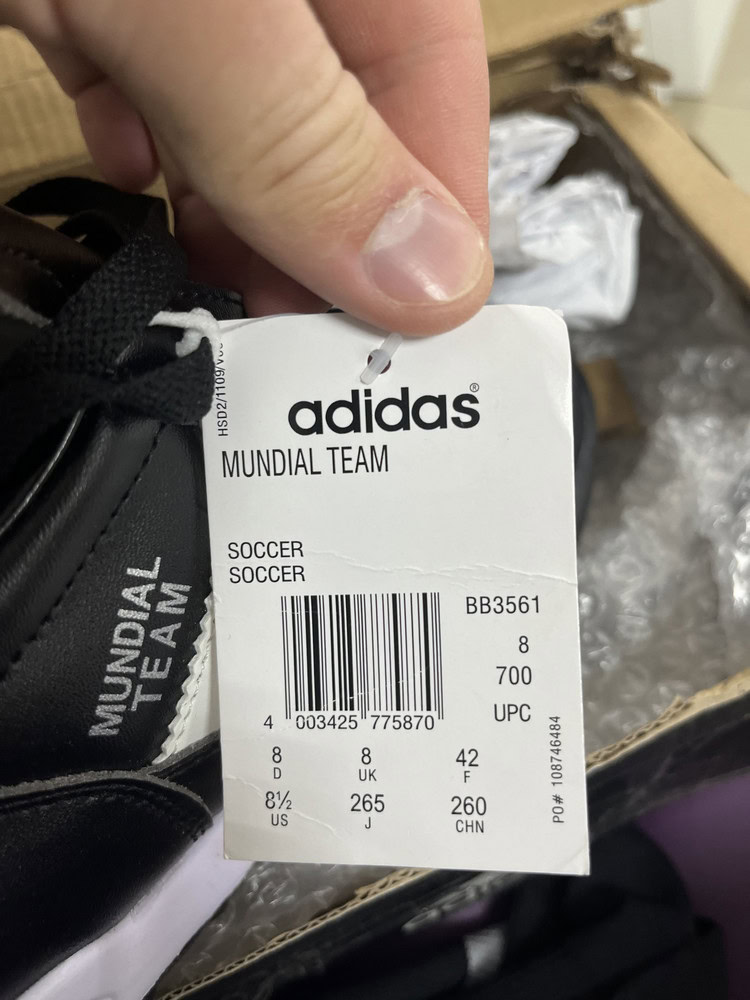 adidas®
MUNDIAL TEAM
SOCCER
SOCCER
BB3561
8
700
UPC
4 003425 775870
8 8 42
D UK F
8½ 265 260
US J CHN
PO# 108746484
MUNDIAL
TEAM